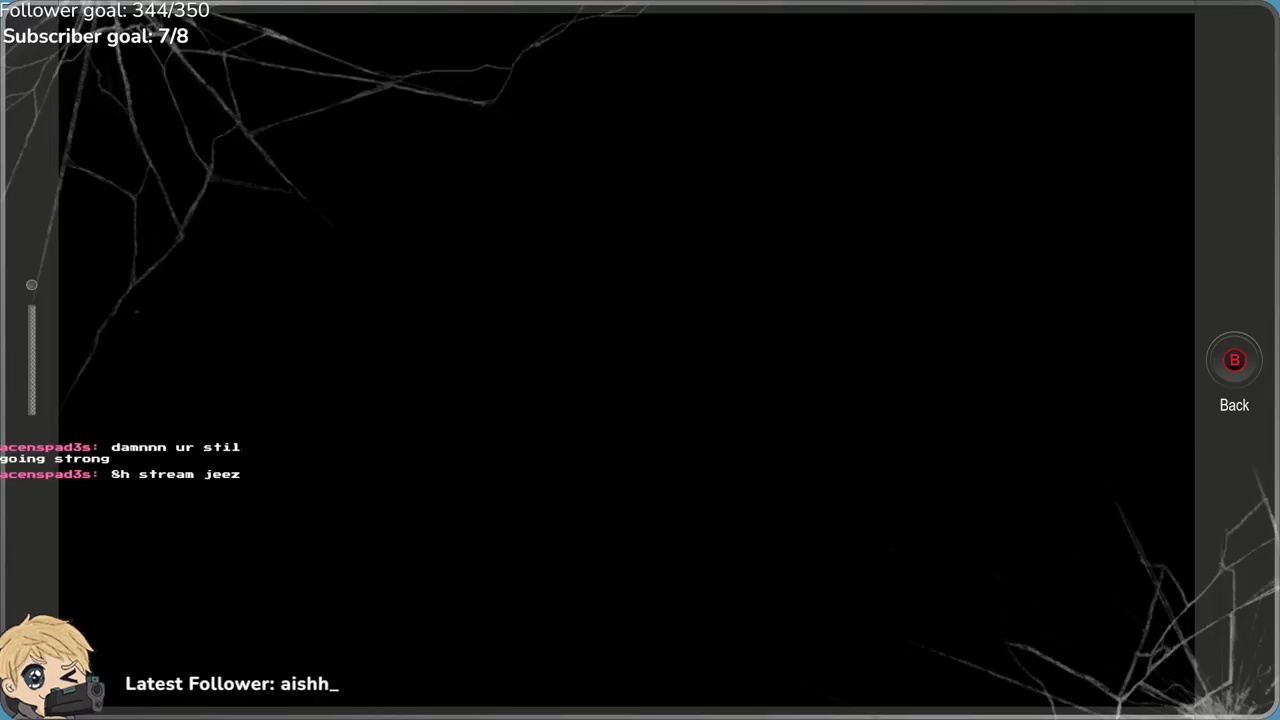 Follower goal: 344/350
Subscriber goal: 7/8
B
Back
acenspad3s: damnnn ur stil
going strong
acenspad3s: 8h stream jeez
Latest Follower: aishh_